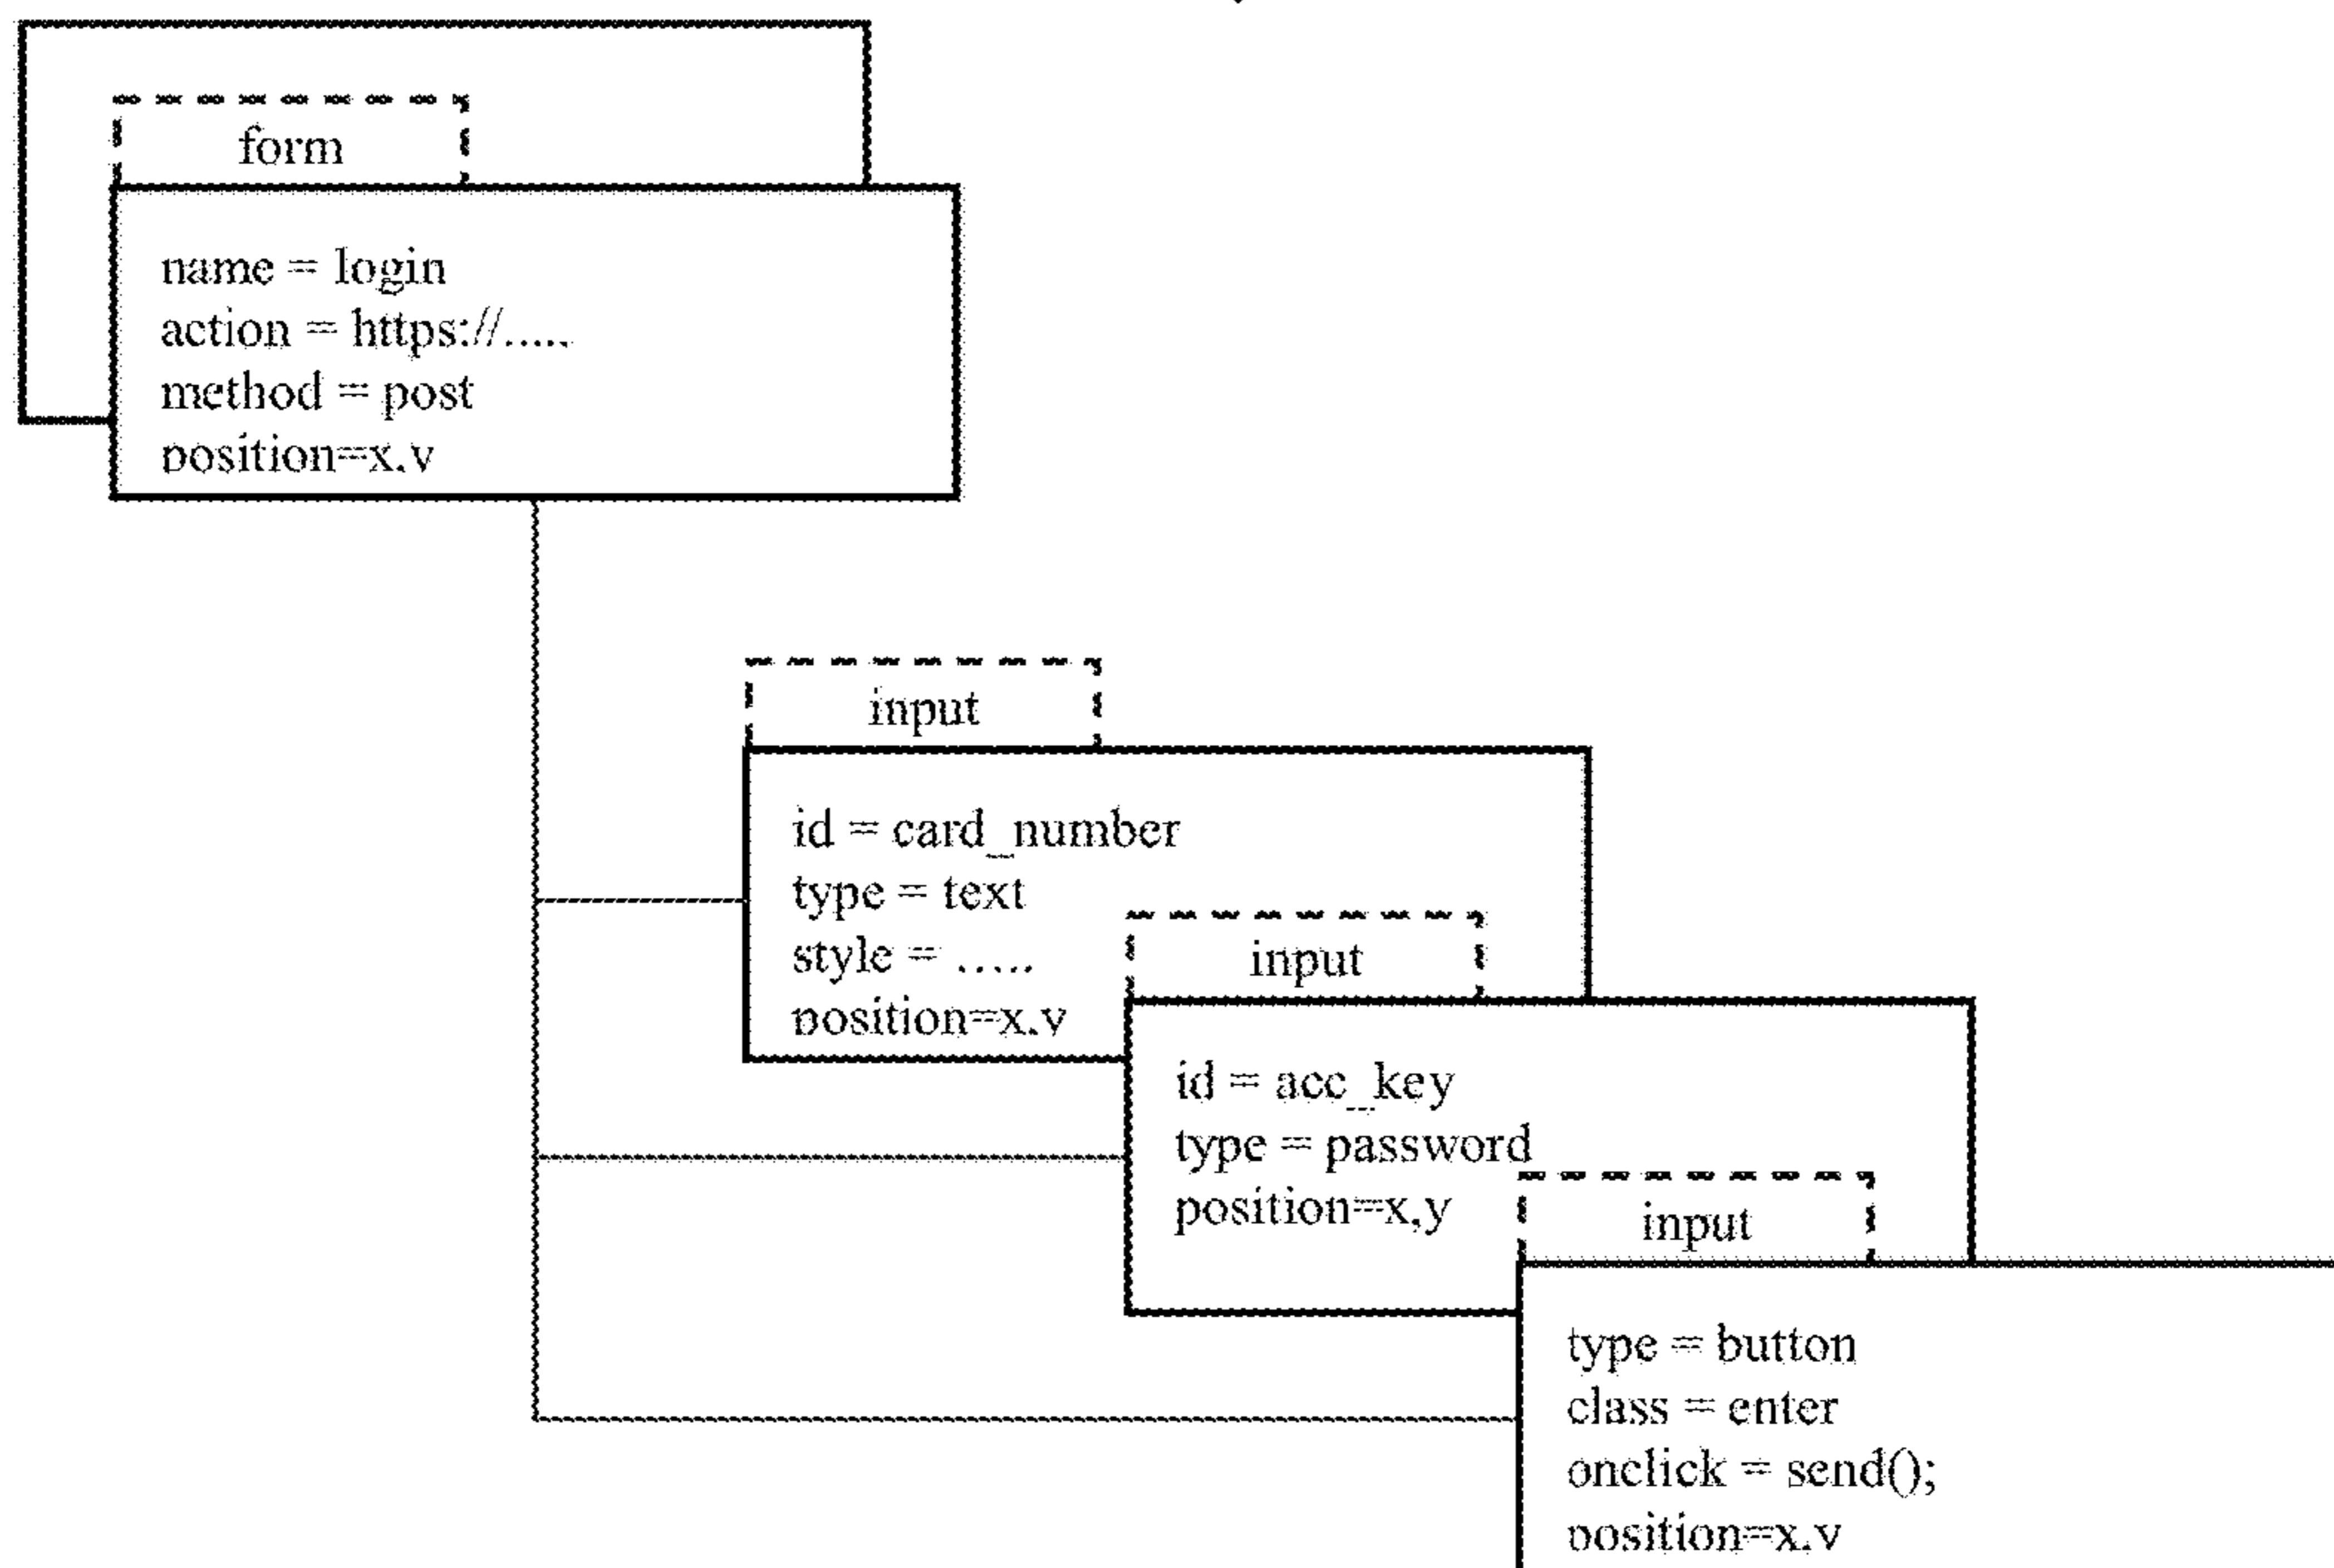 form
name = login
action = https://.....
method = post
position=x,y
input
id = card_number
type = text
style = .....
position=x,y
input
id = acc_key
type = password
position=x,y
input
type = button
class = enter
onclick = send();
position=x,y